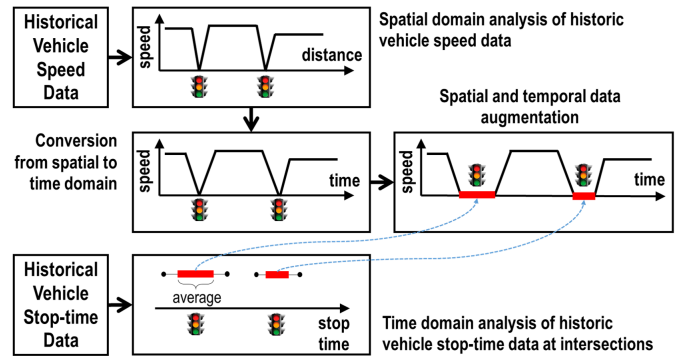 Historical
Vehicle
Speed
Data
speed
distance
Spatial domain analysis of historic
vehicle speed data
Conversion
from spatial to
time domain
speed
time
Spatial and temporal data
augmentation
speed
time
Historical
Vehicle
Stop-time
Data
average
stop
time
Time domain analysis of historic
vehicle stop-time data at intersections